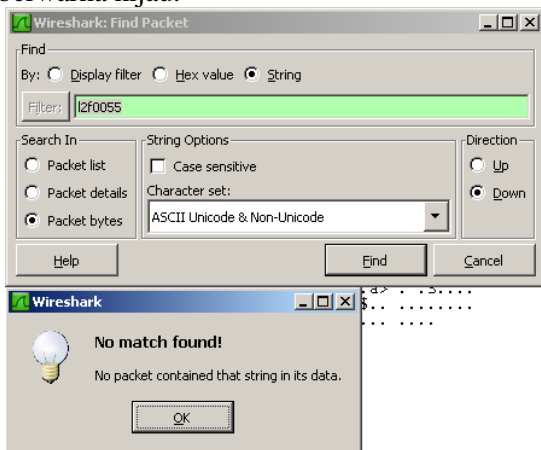 Wireshark: Find Packet
Find
By: Display filter Hex value String
Filter: l2f0055
Search In
Packet list
Packet details
Packet bytes
String Options
Case sensitive
Character set:
ASCII Unicode & Non-Unicode
Direction
Up
Down
Help Find Cancel
Wireshark
No match found!
No packet contained that string in its data.
OK